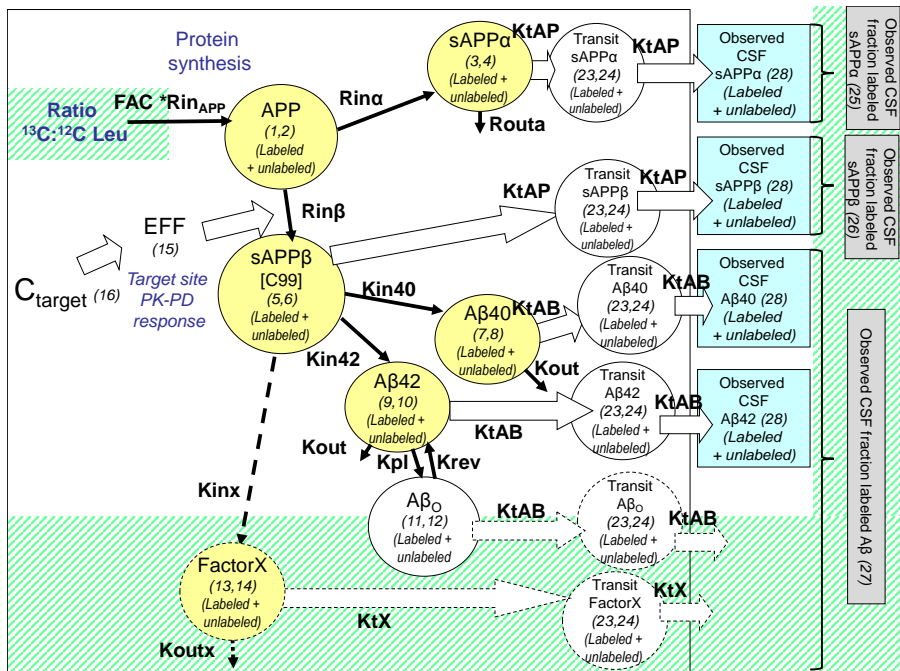 Protein
synthesis
Ratio
¹³C:¹²C Leu
FAC *Rin_APP
APP
(1,2)
(Labeled
+ unlabeled)
Rinα
sAPPα
(3,4)
(Labeled +
unlabeled)
Routa
KtAP
Transit
sAPPα
(23,24)
(Labeled +
unlabeled)
KtAP
Observed
CSF
sAPPα (28)
(Labeled
+ unlabeled)
Observed CSF
fraction labeled
sAPPα (25)
Rinβ
C_target (16)
EFF
(15)
Target site
PK-PD
response
sAPPβ
[C99]
(5,6)
(Labeled +
unlabeled)
KtAP
Transit
sAPPβ
(23,24)
(Labeled +
unlabeled)
KtAP
Observed
CSF
sAPPβ (28)
(Labeled
+ unlabeled)
Observed CSF
fraction labeled
sAPPβ (26)
Kin40
Aβ40
(7,8)
(Labeled +
unlabeled)
KtAB
Kout
Transit
Aβ40
(23,24)
(Labeled +
unlabeled)
KtAB
Observed
CSF
Aβ40 (28)
(Labeled
+ unlabeled)
Kin42
Aβ42
(9,10)
(Labeled +
unlabeled)
Kout
KtAB
Transit
Aβ42
(23,24)
(Labeled +
unlabeled)
KtAB
Observed
CSF
Aβ42 (28)
(Labeled
+ unlabeled)
Observed CSF fraction labeled Aβ (27)
Kpl
Krev
Aβ_O
(11,12)
(Labeled +
unlabeled
KtAB
Transit
Aβ_O
(23,24)
(Labeled +
unlabeled)
KtAB
Kinx
FactorX
(13,14)
(Labeled +
unlabeled)
Koutx
KtX
Transit
FactorX
(23,24)
(Labeled +
unlabeled)
KtX